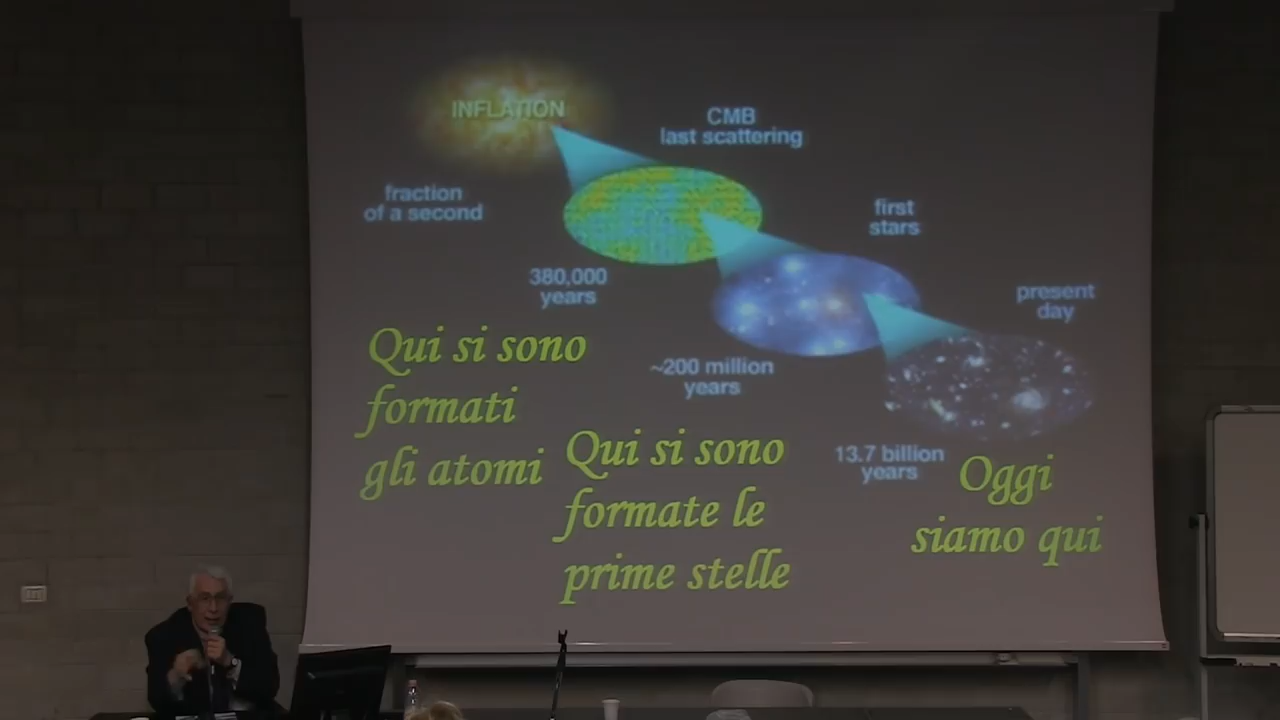 INFLATION
CMB
last scattering
fraction
of a second
first
stars
380,000
years
present
day
~200 million
years
13.7 billion
years
Qui si sono
formati
gli atomi
Qui si sono
formate le
prime stelle
Oggi
siamo qui